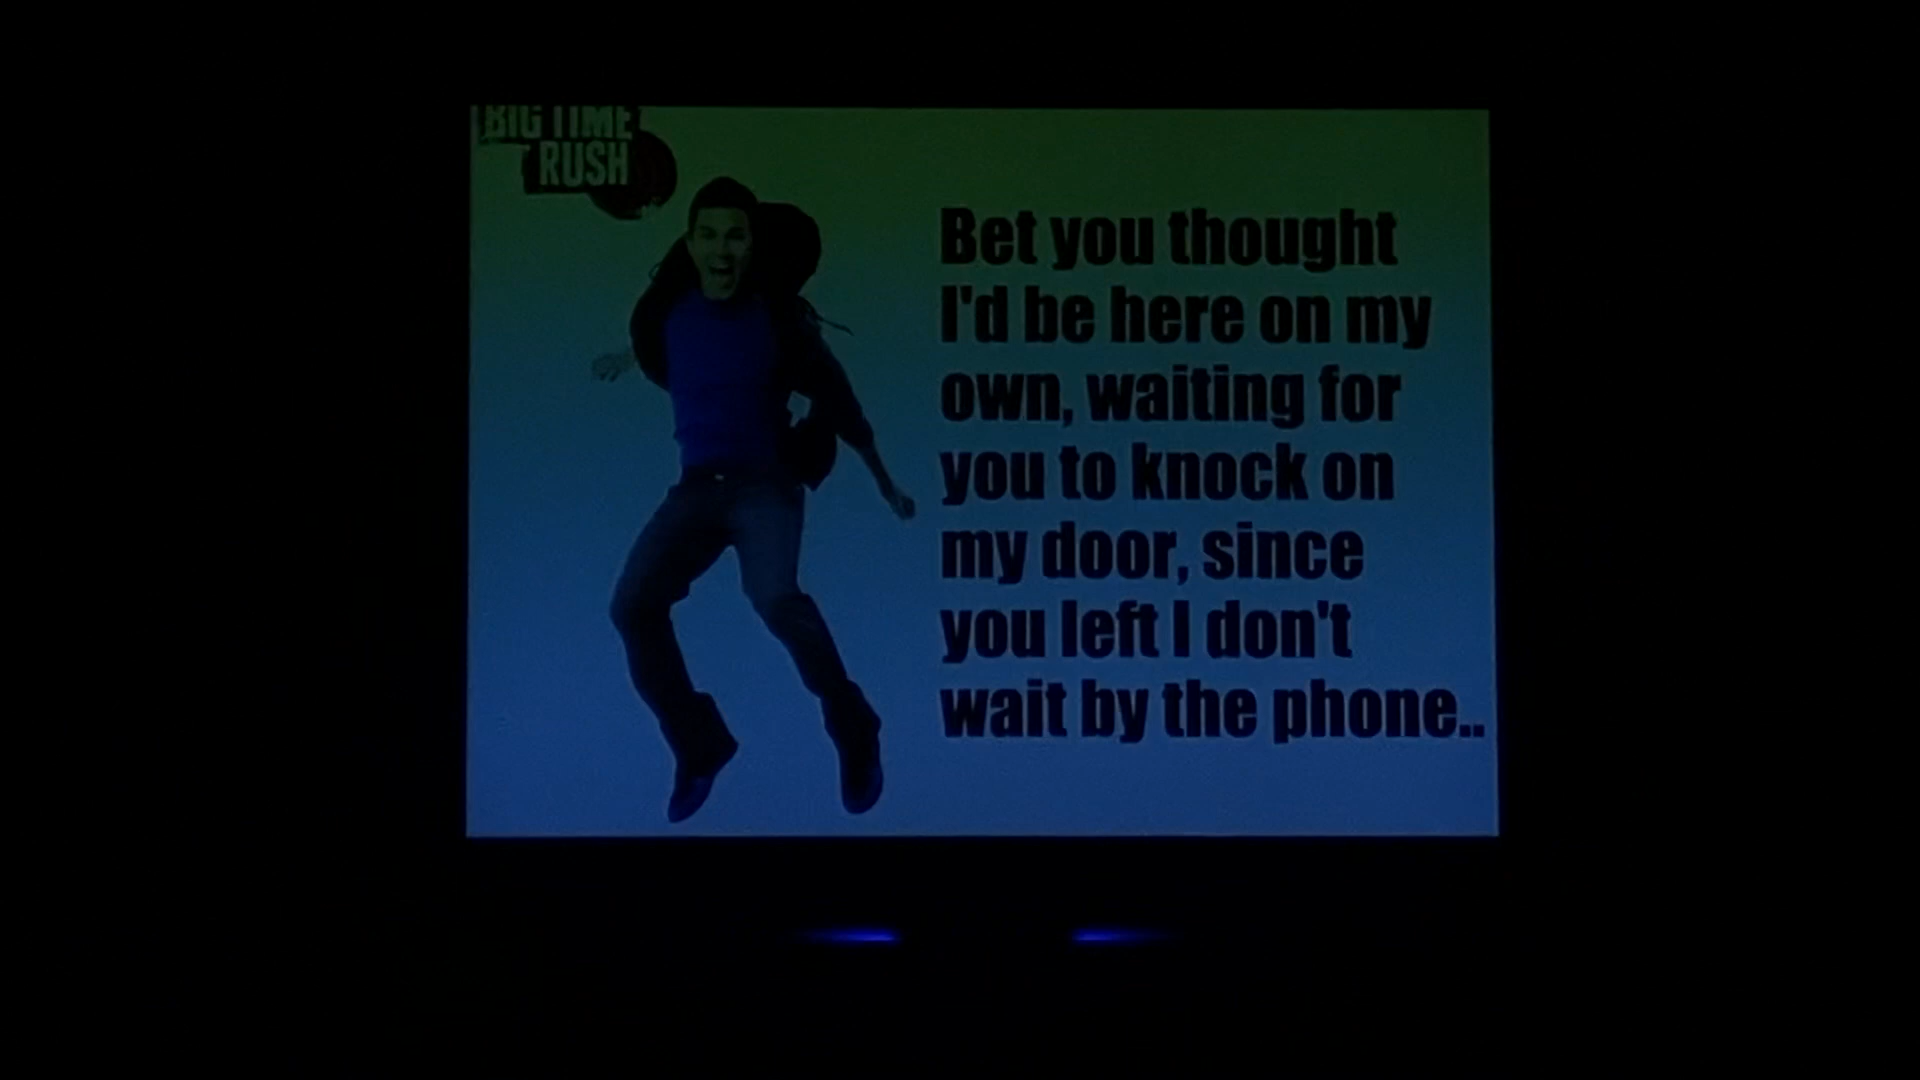 BIG TIME
RUSH
Bet you thought
I'd be here on my
own, waiting for
you to knock on
my door, since
you left I don't
wait by the phone..